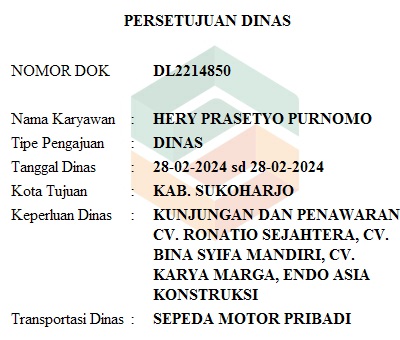 PERSETUJUAN DINAS
NOMOR DOK DL2214850
Nama Karyawan : HERY PRASETYO PURNOMO
Tipe Pengajuan : DINAS
Tanggal Dinas : 28-02-2024 sd 28-02-2024
Kota Tujuan : KAB. SUKOHARJO
Keperluan Dinas : KUNJUNGAN DAN PENAWARAN
CV. RONATIO SEJAHTERA, CV.
BINA SYIFA MANDIRI, CV.
KARYA MARGA, ENDO ASIA
KONSTRUKSI
Transportasi Dinas : SEPEDA MOTOR PRIBADI